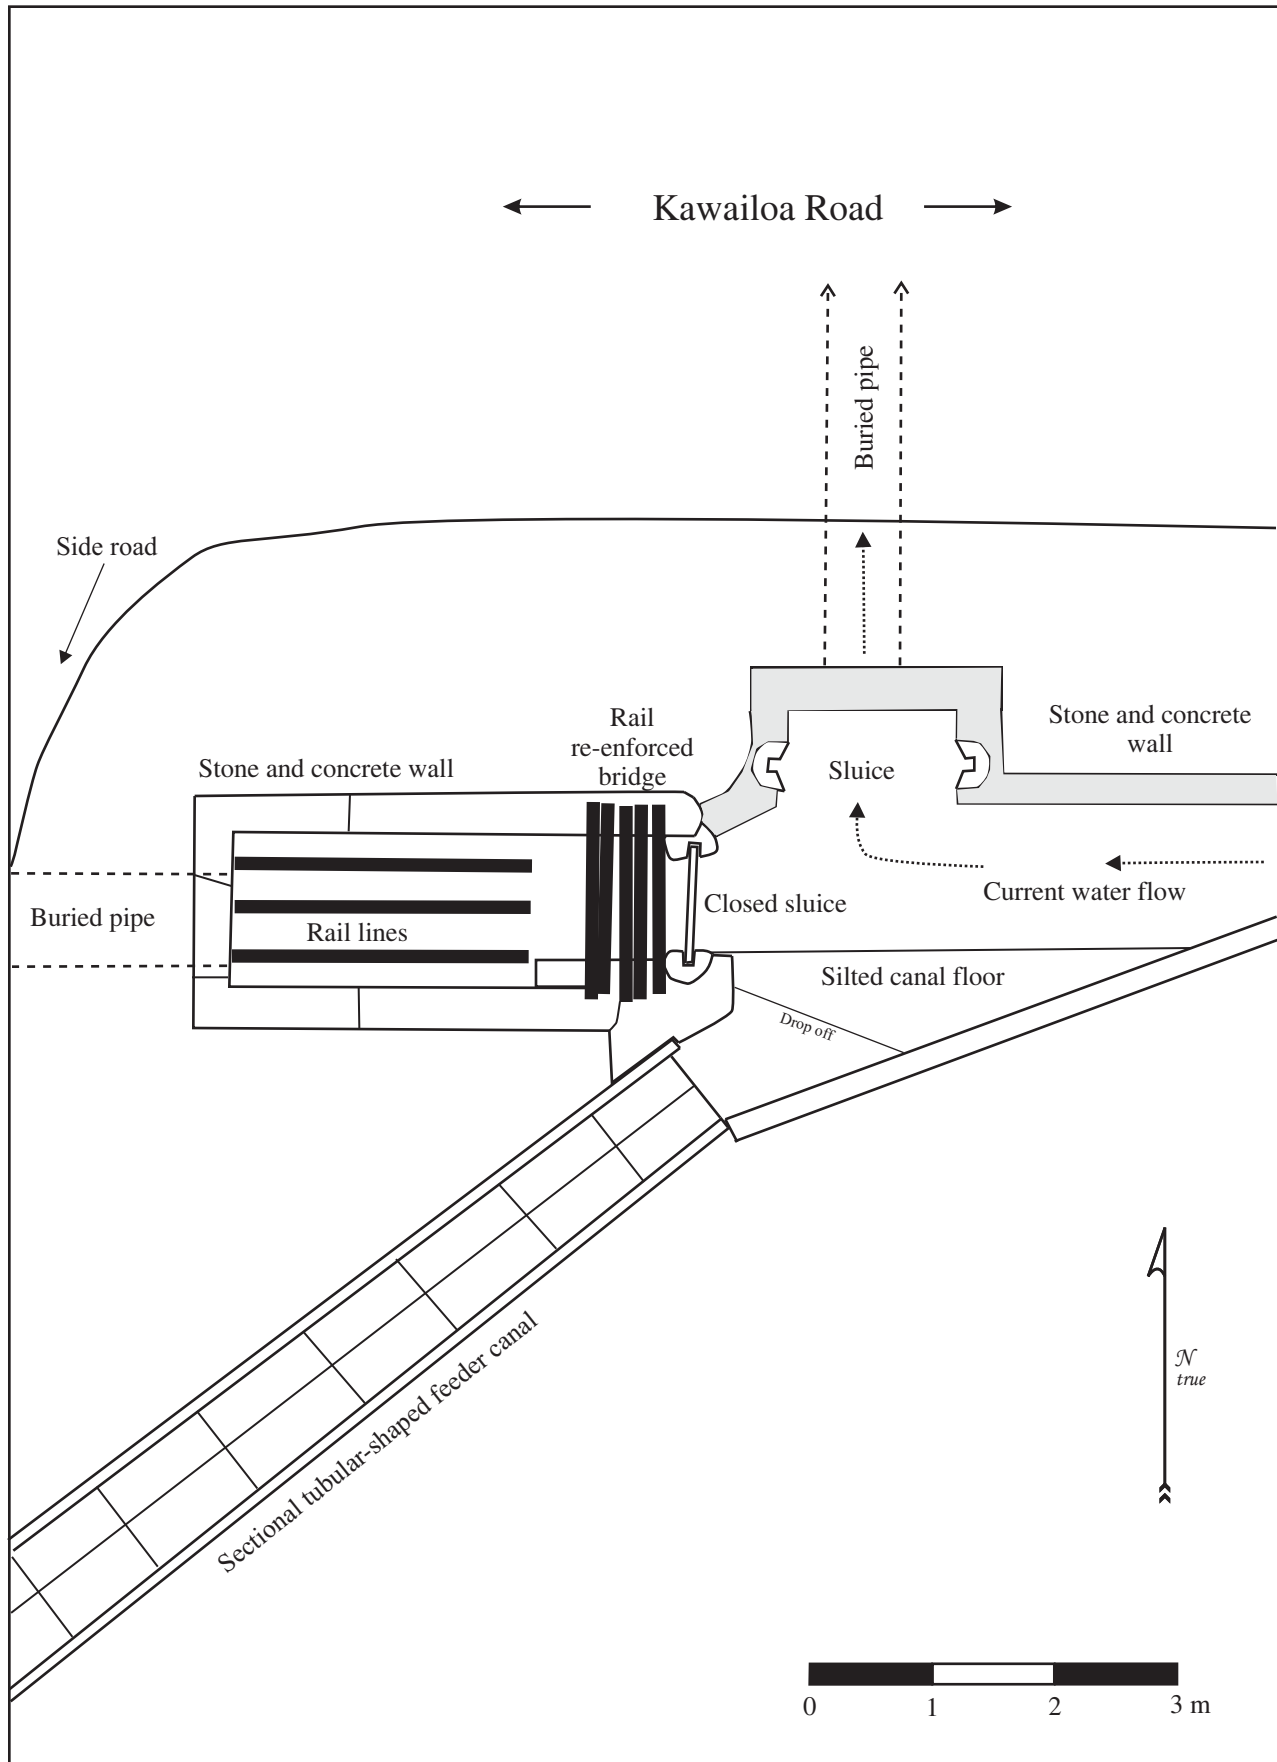 Kawailoa Road
Buried pipe
Side road
Stone and concrete
wall
Rail
re-enforced
bridge
Stone and concrete wall
Sluice
Current water flow
Closed sluice
Buried pipe
Rail lines
Silted canal floor
Drop off
Sectional tubular-shaped feeder canal
N
true
0 1 2 3 m